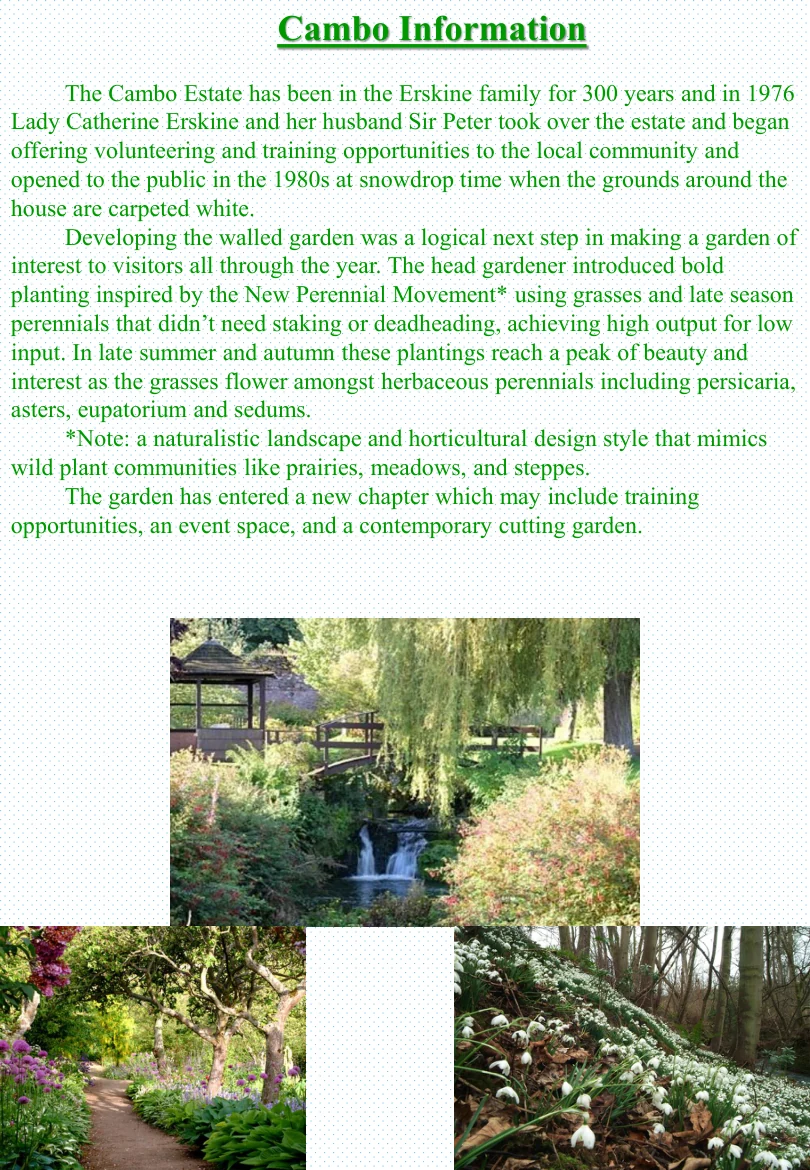 Cambo Information
The Cambo Estate has been in the Erskine family for 300 years and in 1976
Lady Catherine Erskine and her husband Sir Peter took over the estate and began
offering volunteering and training opportunities to the local community and
opened to the public in the 1980s at snowdrop time when the grounds around the
house are carpeted white.
Developing the walled garden was a logical next step in making a garden of
interest to visitors all through the year. The head gardener introduced bold
planting inspired by the New Perennial Movement* using grasses and late season
perennials that didn’t need staking or deadheading, achieving high output for low
input. In late summer and autumn these plantings reach a peak of beauty and
interest as the grasses flower amongst herbaceous perennials including persicaria,
asters, eupatorium and sedums.
*Note: a naturalistic landscape and horticultural design style that mimics
wild plant communities like prairies, meadows, and steppes.
The garden has entered a new chapter which may include training
opportunities, an event space, and a contemporary cutting garden.